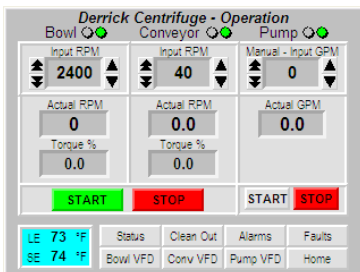 Derrick Centrifuge - Operation
Bowl Conveyor Pump
Input RPM Input RPM Manual - Input GPM
2400 40 0
Actual RPM Actual RPM Actual GPM
0 0.0 0.0
Torque % Torque %
0.0 0.0
START STOP START STOP
LE 73 °F Status Clean Out Alarms Faults
SE 74 °F Bowl VFD Conv VFD Pump VFD Home